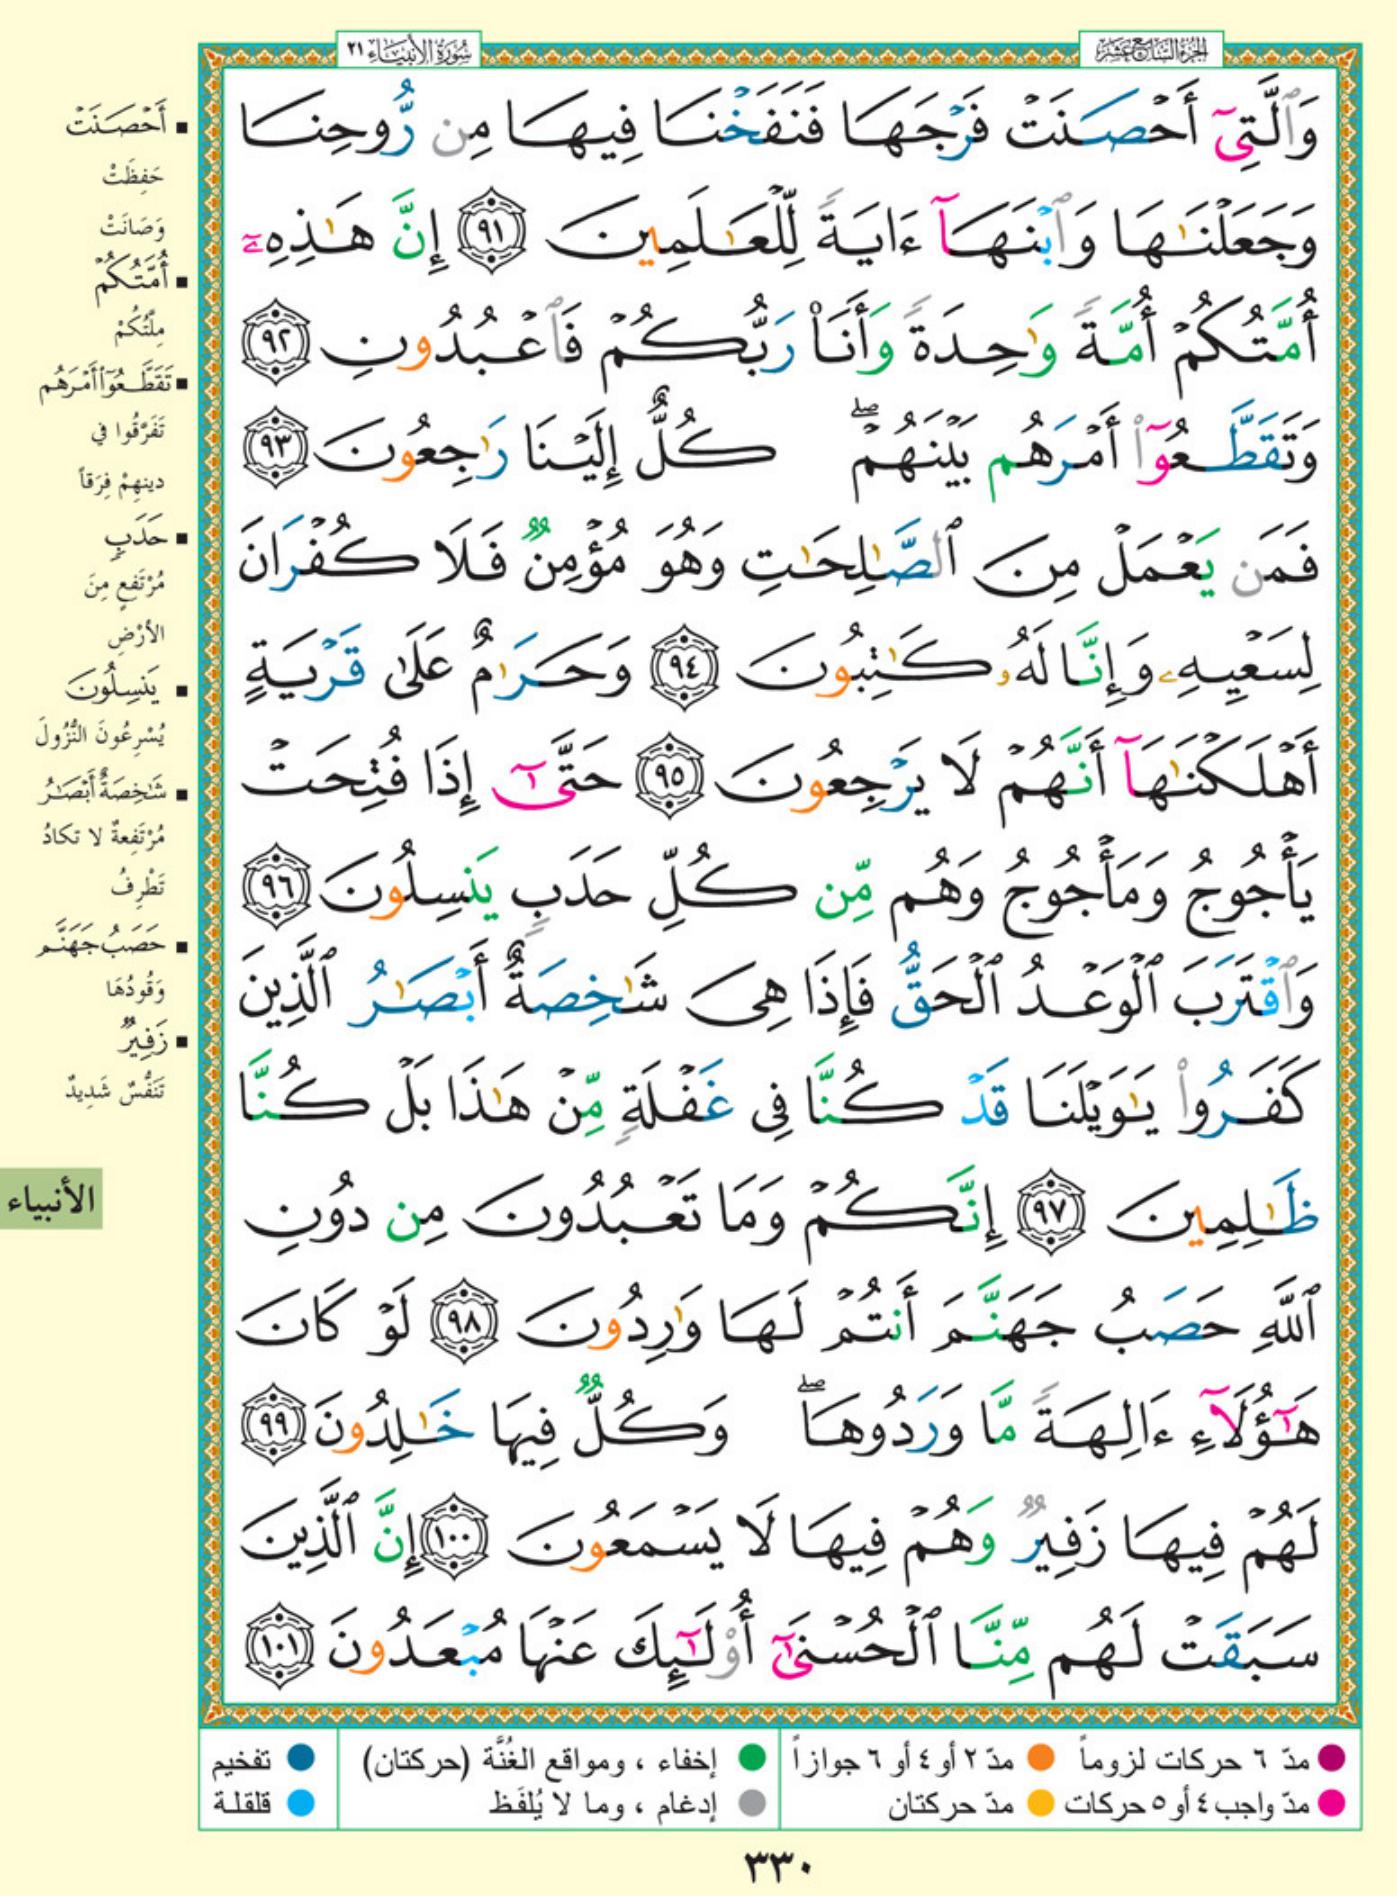 الجزء السابع عشر
سورة الأنبياء ٢١
وَٱلَّتِىٓ أَحْصَنَتْ فَرْجَهَا فَنَفَخْنَا فِيهَا مِن رُّوحِنَا
وَجَعَلْنَٰهَا وَٱبْنَهَآ ءَايَةً لِّلْعَٰلَمِينَ ٩١ إِنَّ هَٰذِهِۦٓ
أُمَّتُكُمْ أُمَّةً وَٰحِدَةً وَأَنَا۠ رَبُّكُمْ فَٱعْبُدُونِ ٩٢
وَتَقَطَّعُوٓا۟ أَمْرَهُم بَيْنَهُمْ ۖ كُلٌّ إِلَيْنَا رَٰجِعُونَ ٩٣
فَمَن يَعْمَلْ مِنَ ٱلصَّٰلِحَٰتِ وَهُوَ مُؤْمِنٌ فَلَا كُفْرَانَ
لِسَعْيِهِۦ وَإِنَّا لَهُۥ كَٰتِبُونَ ٩٤ وَحَرَٰمٌ عَلَىٰ قَرْيَةٍ
أَهْلَكْنَٰهَآ أَنَّهُمْ لَا يَرْجِعُونَ ٩٥ حَتَّىٰٓ إِذَا فُتِحَتْ
يَأْجُوجُ وَمَأْجُوجُ وَهُم مِّن كُلِّ حَدَبٍ يَنسِلُونَ ٩٦
وَٱقْتَرَبَ ٱلْوَعْدُ ٱلْحَقُّ فَإِذَا هِىَ شَٰخِصَةٌ أَبْصَٰرُ ٱلَّذِينَ
كَفَرُوا۟ يَٰوَيْلَنَا قَدْ كُنَّا فِى غَفْلَةٍ مِّنْ هَٰذَا بَلْ كُنَّا
ظَٰلِمِينَ ٩٧ إِنَّكُمْ وَمَا تَعْبُدُونَ مِن دُونِ
ٱللَّهِ حَصَبُ جَهَنَّمَ أَنتُمْ لَهَا وَٰرِدُونَ ٩٨ لَوْ كَانَ
هَٰٓؤُلَآءِ ءَالِهَةً مَّا وَرَدُوهَا ۖ وَكُلٌّ فِيهَا خَٰلِدُونَ ٩٩
لَهُمْ فِيهَا زَفِيرٌ وَهُمْ فِيهَا لَا يَسْمَعُونَ ١٠٠ إِنَّ ٱلَّذِينَ
سَبَقَتْ لَهُم مِّنَّا ٱلْحُسْنَىٰٓ أُو۟لَٰٓئِكَ عَنْهَا مُبْعَدُونَ ١٠١
أَحْصَنَتْ
حَفِظَتْ
وَصَانَتْ
أُمَّتُكُمْ
مِلَّتُكُمْ
تَقَطَّعُوٓا۟ أَمْرَهُم
تَفَرَّقُوا في
دينِهِمْ فِرَقاً
حَدَبٍ
مُرْتَفِعٍ مِنَ
الأرْضِ
يَنسِلُونَ
يُسْرِعُونَ النُّزُولَ
شَٰخِصَةٌ أَبْصَٰرُ
مُرْتَفِعةٌ لا تكادُ
تَطْرِفُ
حَصَبُ جَهَنَّمَ
وَقُودُهَا
زَفِيرٌ
تَنَفُّسٌ شَدِيدٌ
الأنبياء
مدّ ٦ حركات لزوماً
مدّ ٢ أو ٤ أو ٦ جوازاً
مدّ واجب ٤ أو ٥ حركات
مدّ حركتان
إخفاء ، ومواقع الغُنَّة (حركتان)
إدغام ، وما لا يُلفَظ
تفخيم
قلقلة
٣٣٠